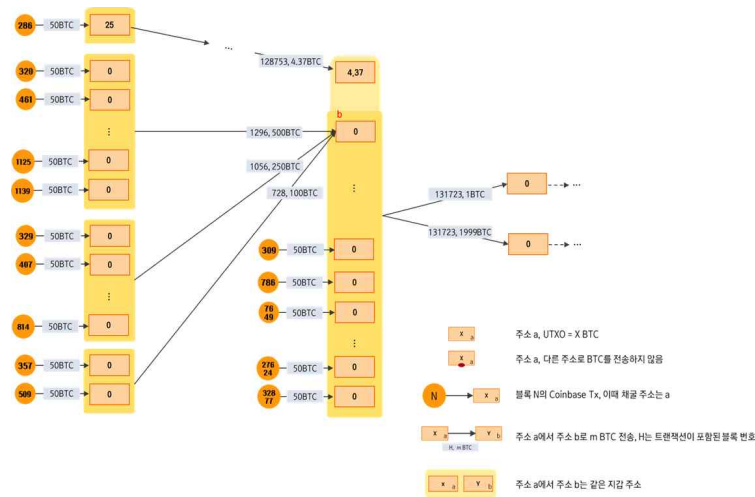 286 50BTC 25
...
128753, 4.37BTC
4,37
320 50BTC 0
461 50BTC 0
b
⋮ 1296, 500BTC 0
1056, 250BTC
1125 50BTC 0
728, 100BTC
1139 50BTC 0
⋮
131723, 1BTC 0 ...
329 50BTC 0
131723, 1999BTC 0 ...
407 50BTC 0
309 50BTC 0
⋮
786 50BTC 0
814 50BTC 0
76
49 50BTC 0
⋮
357 50BTC 0
276
24 50BTC 0
509 50BTC 0
328
77 50BTC 0
X a 주소 a, UTXO = X BTC
X a 주소 a, 다른 주소로 BTC를 전송하지 않음
N X a 블록 N의 Coinbase Tx, 이때 채굴 주소는 a
X a Y b 주소 a에서 주소 b로 m BTC 전송, H는 트랜잭션이 포함된 블록 번호
H, m BTC
X a Y b 주소 a에서 주소 b는 같은 지갑 주소